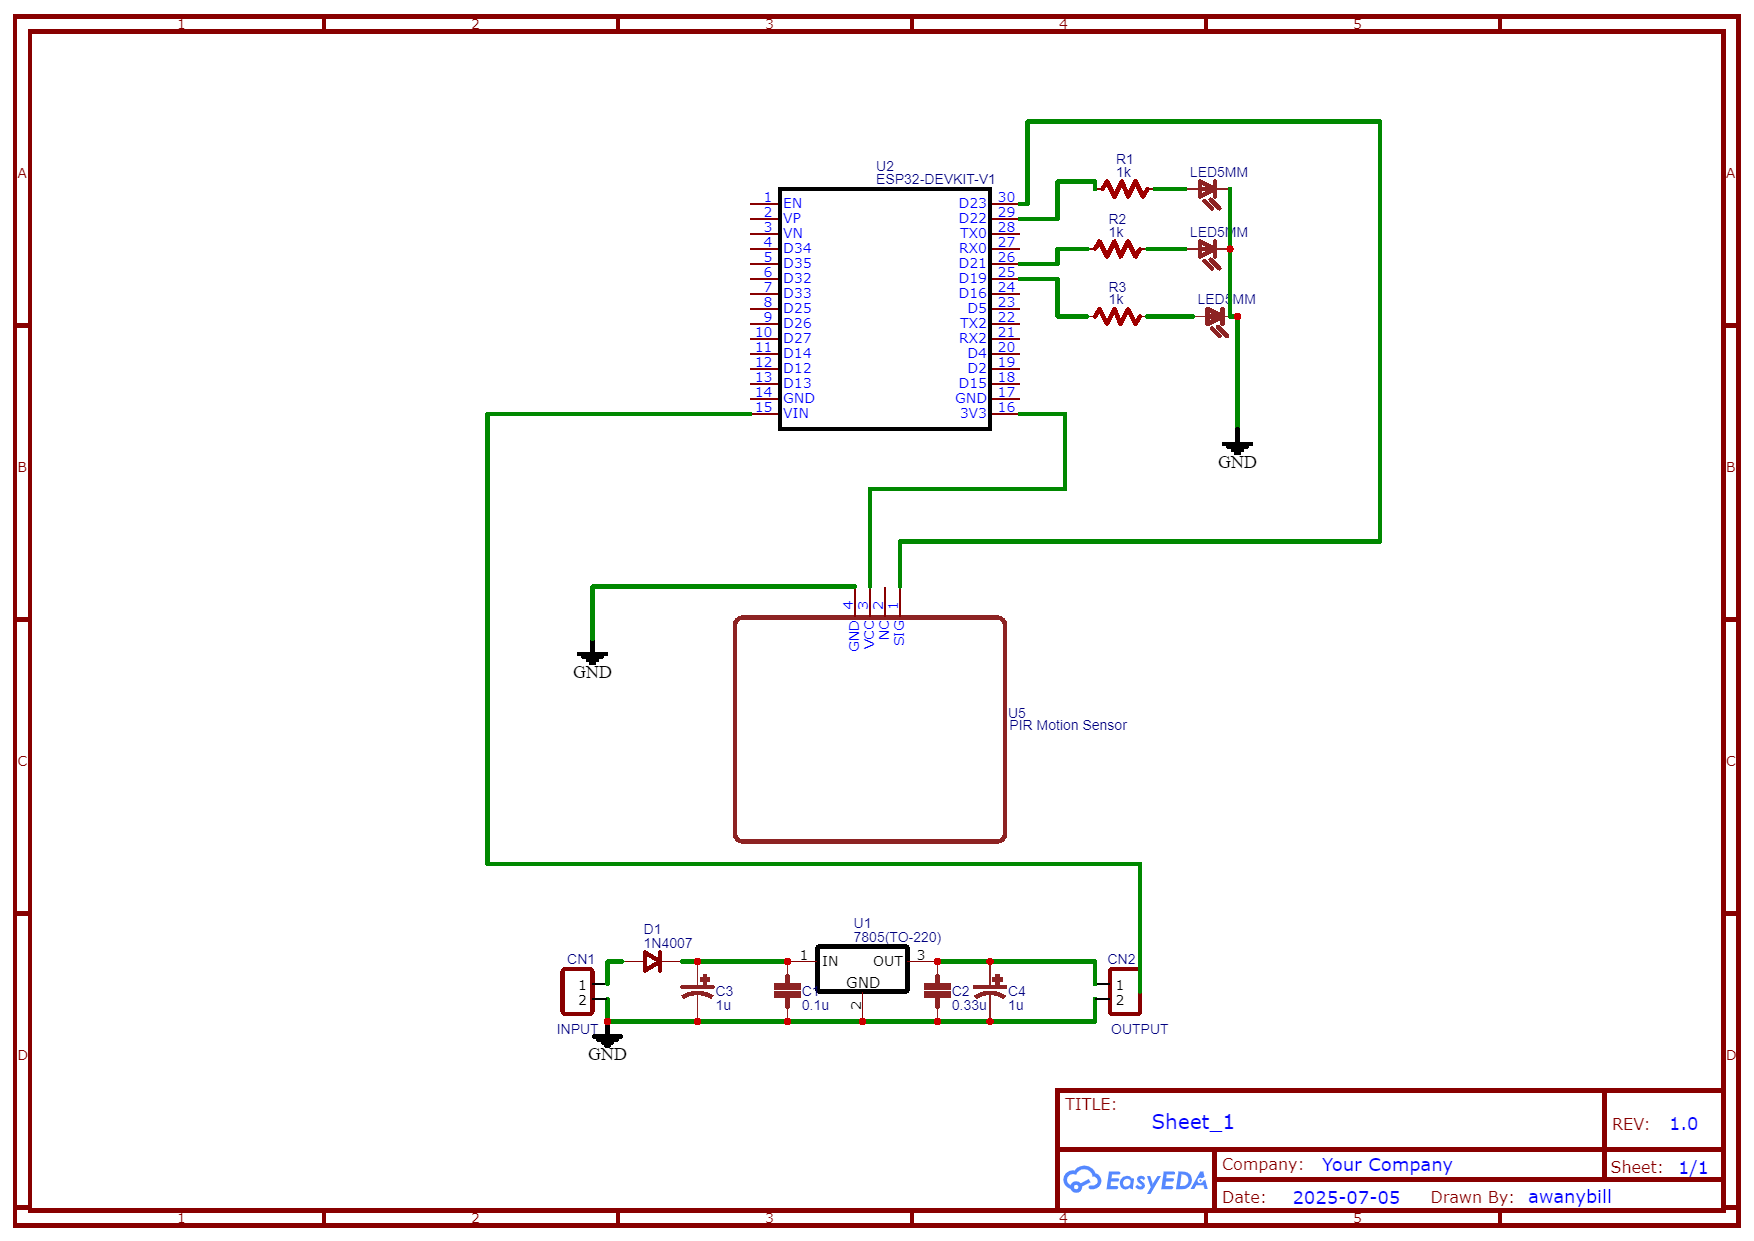 1 2 3 4 5
A A
U2
ESP32-DEVKIT-V1
1 EN D23 30
2 VP D22 29
3 VN TX0 28
4 D34 RX0 27
5 D35 D21 26
6 D32 D19 25
7 D33 D16 24
8 D25 D5 23
9 D26 TX2 22
10 D27 RX2 21
11 D14 D4 20
12 D12 D2 19
13 D13 D15 18
14 GND GND 17
15 VIN 3V3 16
R1
1k
LED5MM
R2
1k
LED5MM
R3
1k
LED5MM
GND
B B
GND
4 3 2 1
GND VCC NC SIG
U5
PIR Motion Sensor
C C
D1
1N4007
U1
7805(TO-220)
CN1
1
2
INPUT
GND
C3
1u
C1
0.1u
1 IN OUT 3
GND
2
C2
0.33u
C4
1u
CN2
1
2
OUTPUT
D D
TITLE:
Sheet_1
REV: 1.0
EasyEDA
Company: Your Company
Sheet: 1/1
Date: 2025-07-05 Drawn By: awanybill
1 2 3 4 5